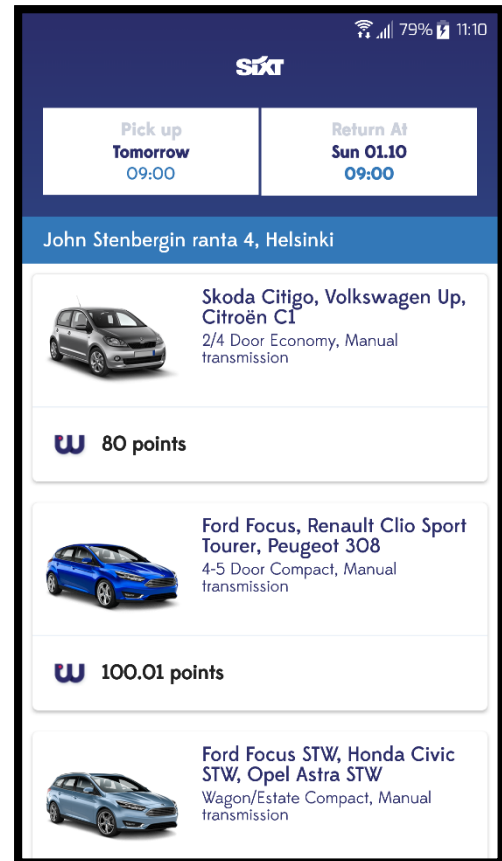 79% 11:10
SIXT
Pick up
Tomorrow
09:00
Return At
Sun 01.10
09:00
John Stenbergin ranta 4, Helsinki
Skoda Citigo, Volkswagen Up,
Citroën C1
2/4 Door Economy, Manual
transmission
80 points
Ford Focus, Renault Clio Sport
Tourer, Peugeot 308
4-5 Door Compact, Manual
transmission
100.01 points
Ford Focus STW, Honda Civic
STW, Opel Astra STW
Wagon/Estate Compact, Manual
transmission